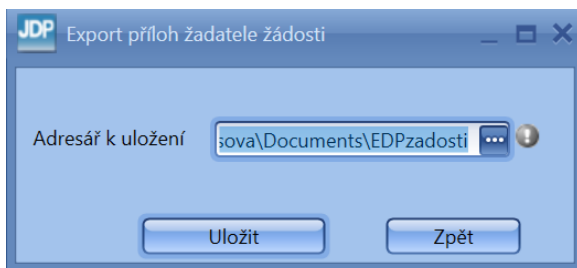 JDP Export příloh žadatele žádosti
Adresář k uložení sova\Documents\EDPzadosti ...
Uložit Zpět